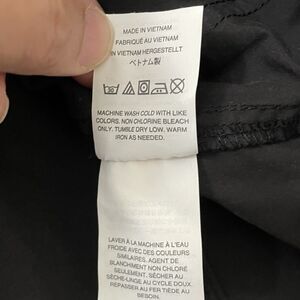 MADE IN VIETNAM
FABRIQUÉ AU VIETNAM
IN VIETNAM HERGESTELLT
ベトナム製
MACHINE WASH COLD WITH LIKE
COLORS. NON CHLORINE BLEACH
ONLY. TUMBLE DRY LOW. WARM
IRON AS NEEDED.
LAVER À LA MACHINE À L'EAU
FROIDE AVEC DES COULEURS
SIMILAIRES. AGENT DE
BLANCHIMENT NON CHLORÉ
SEULEMENT. SÉCHER AU
SÈCHE-LINGE AU CYCLE DOUX.
REPASSER AU FER TIÈDE AU
BESOIN.